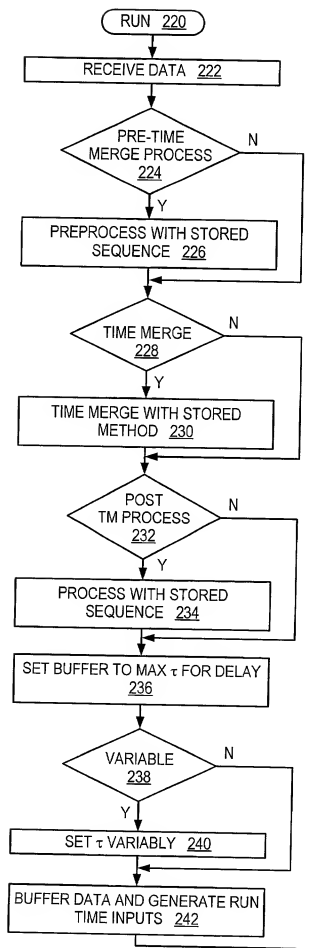 RUN 220
RECEIVE DATA 222
PRE-TIME
MERGE PROCESS
224
N
Y
PREPROCESS WITH STORED
SEQUENCE 226
TIME MERGE
228
N
Y
TIME MERGE WITH STORED
METHOD 230
POST
TM PROCESS
232
N
Y
PROCESS WITH STORED
SEQUENCE 234
SET BUFFER TO MAX τ FOR DELAY
236
VARIABLE
238
N
Y
SET τ VARIABLY 240
BUFFER DATA AND GENERATE RUN
TIME INPUTS 242